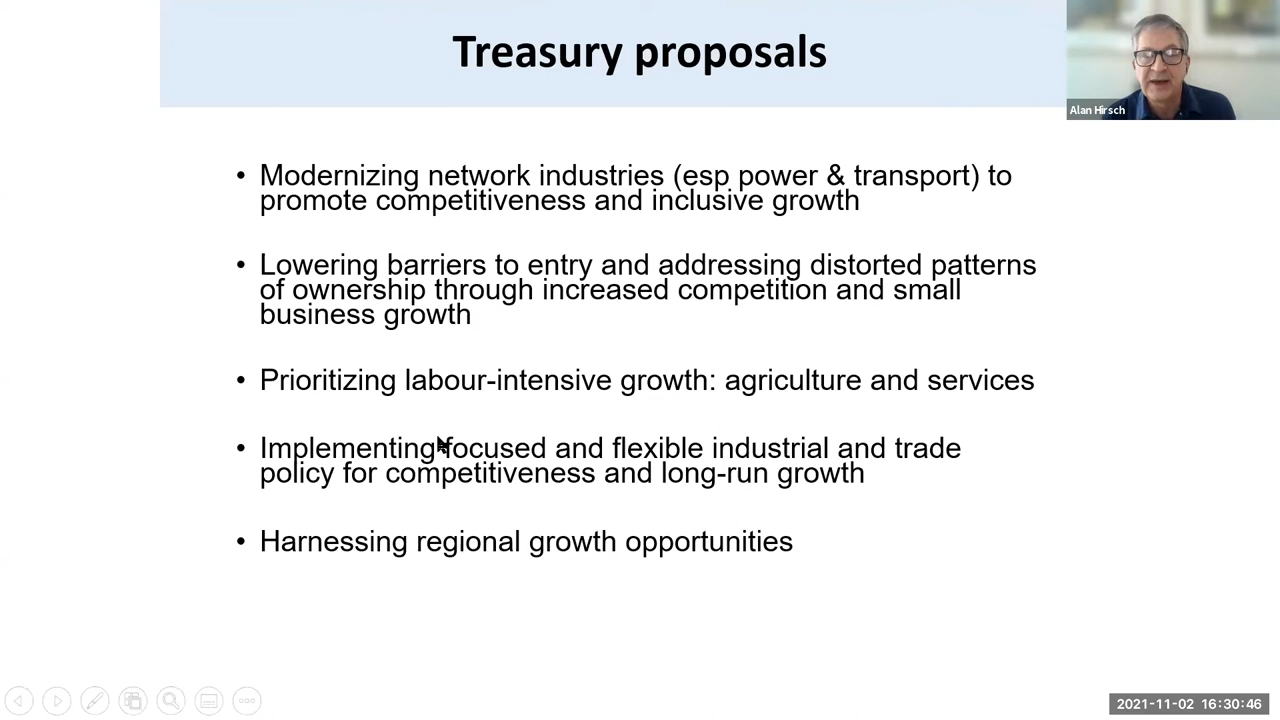 Treasury proposals
Alan Hirsch
• Modernizing network industries (esp power & transport) to
promote competitiveness and inclusive growth
• Lowering barriers to entry and addressing distorted patterns
of ownership through increased competition and small
business growth
• Prioritizing labour-intensive growth: agriculture and services
• Implementing focused and flexible industrial and trade
policy for competitiveness and long-run growth
• Harnessing regional growth opportunities
2021-11-02 16:30:46